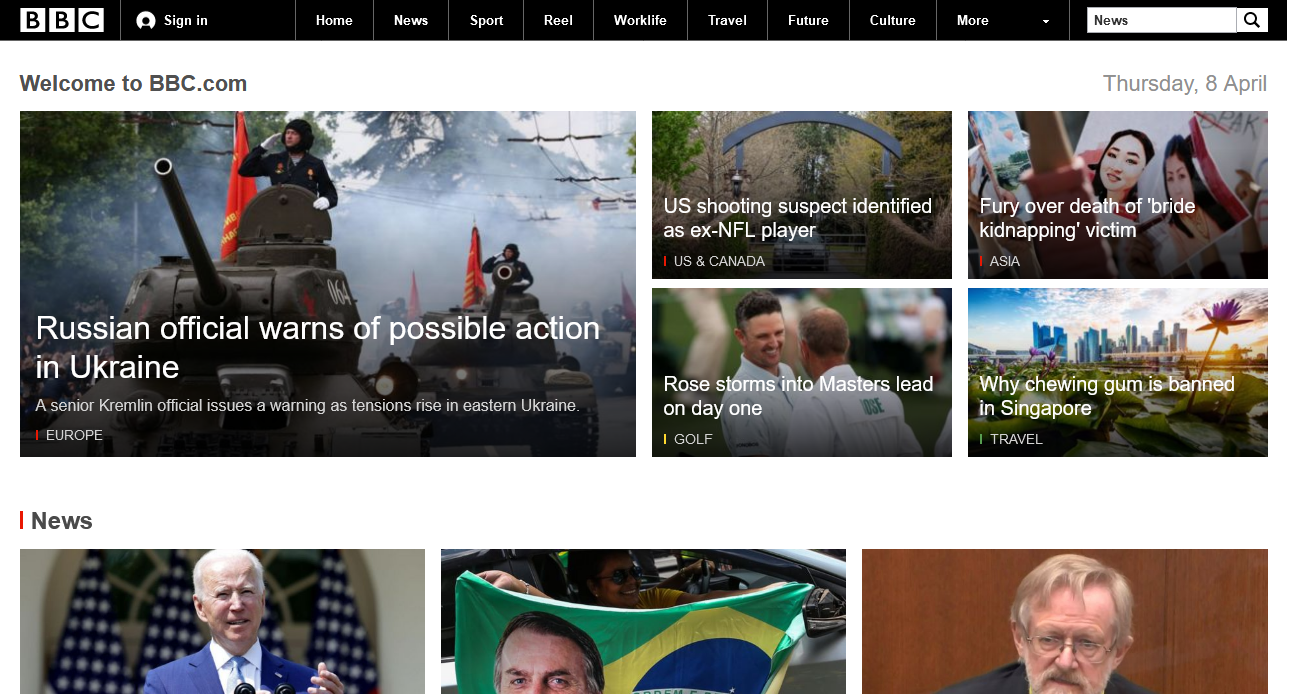 BBC
Sign in
Home
News
Sport
Reel
Worklife
Travel
Future
Culture
More
News
Welcome to BBC.com
Thursday, 8 April
064
Russian official warns of possible action
in Ukraine
A senior Kremlin official issues a warning as tensions rise in eastern Ukraine.
EUROPE
US shooting suspect identified
as ex-NFL player
US & CANADA
Fury over death of 'bride
kidnapping' victim
ASIA
Rose storms into Masters lead
on day one
GOLF
Why chewing gum is banned
in Singapore
TRAVEL
News